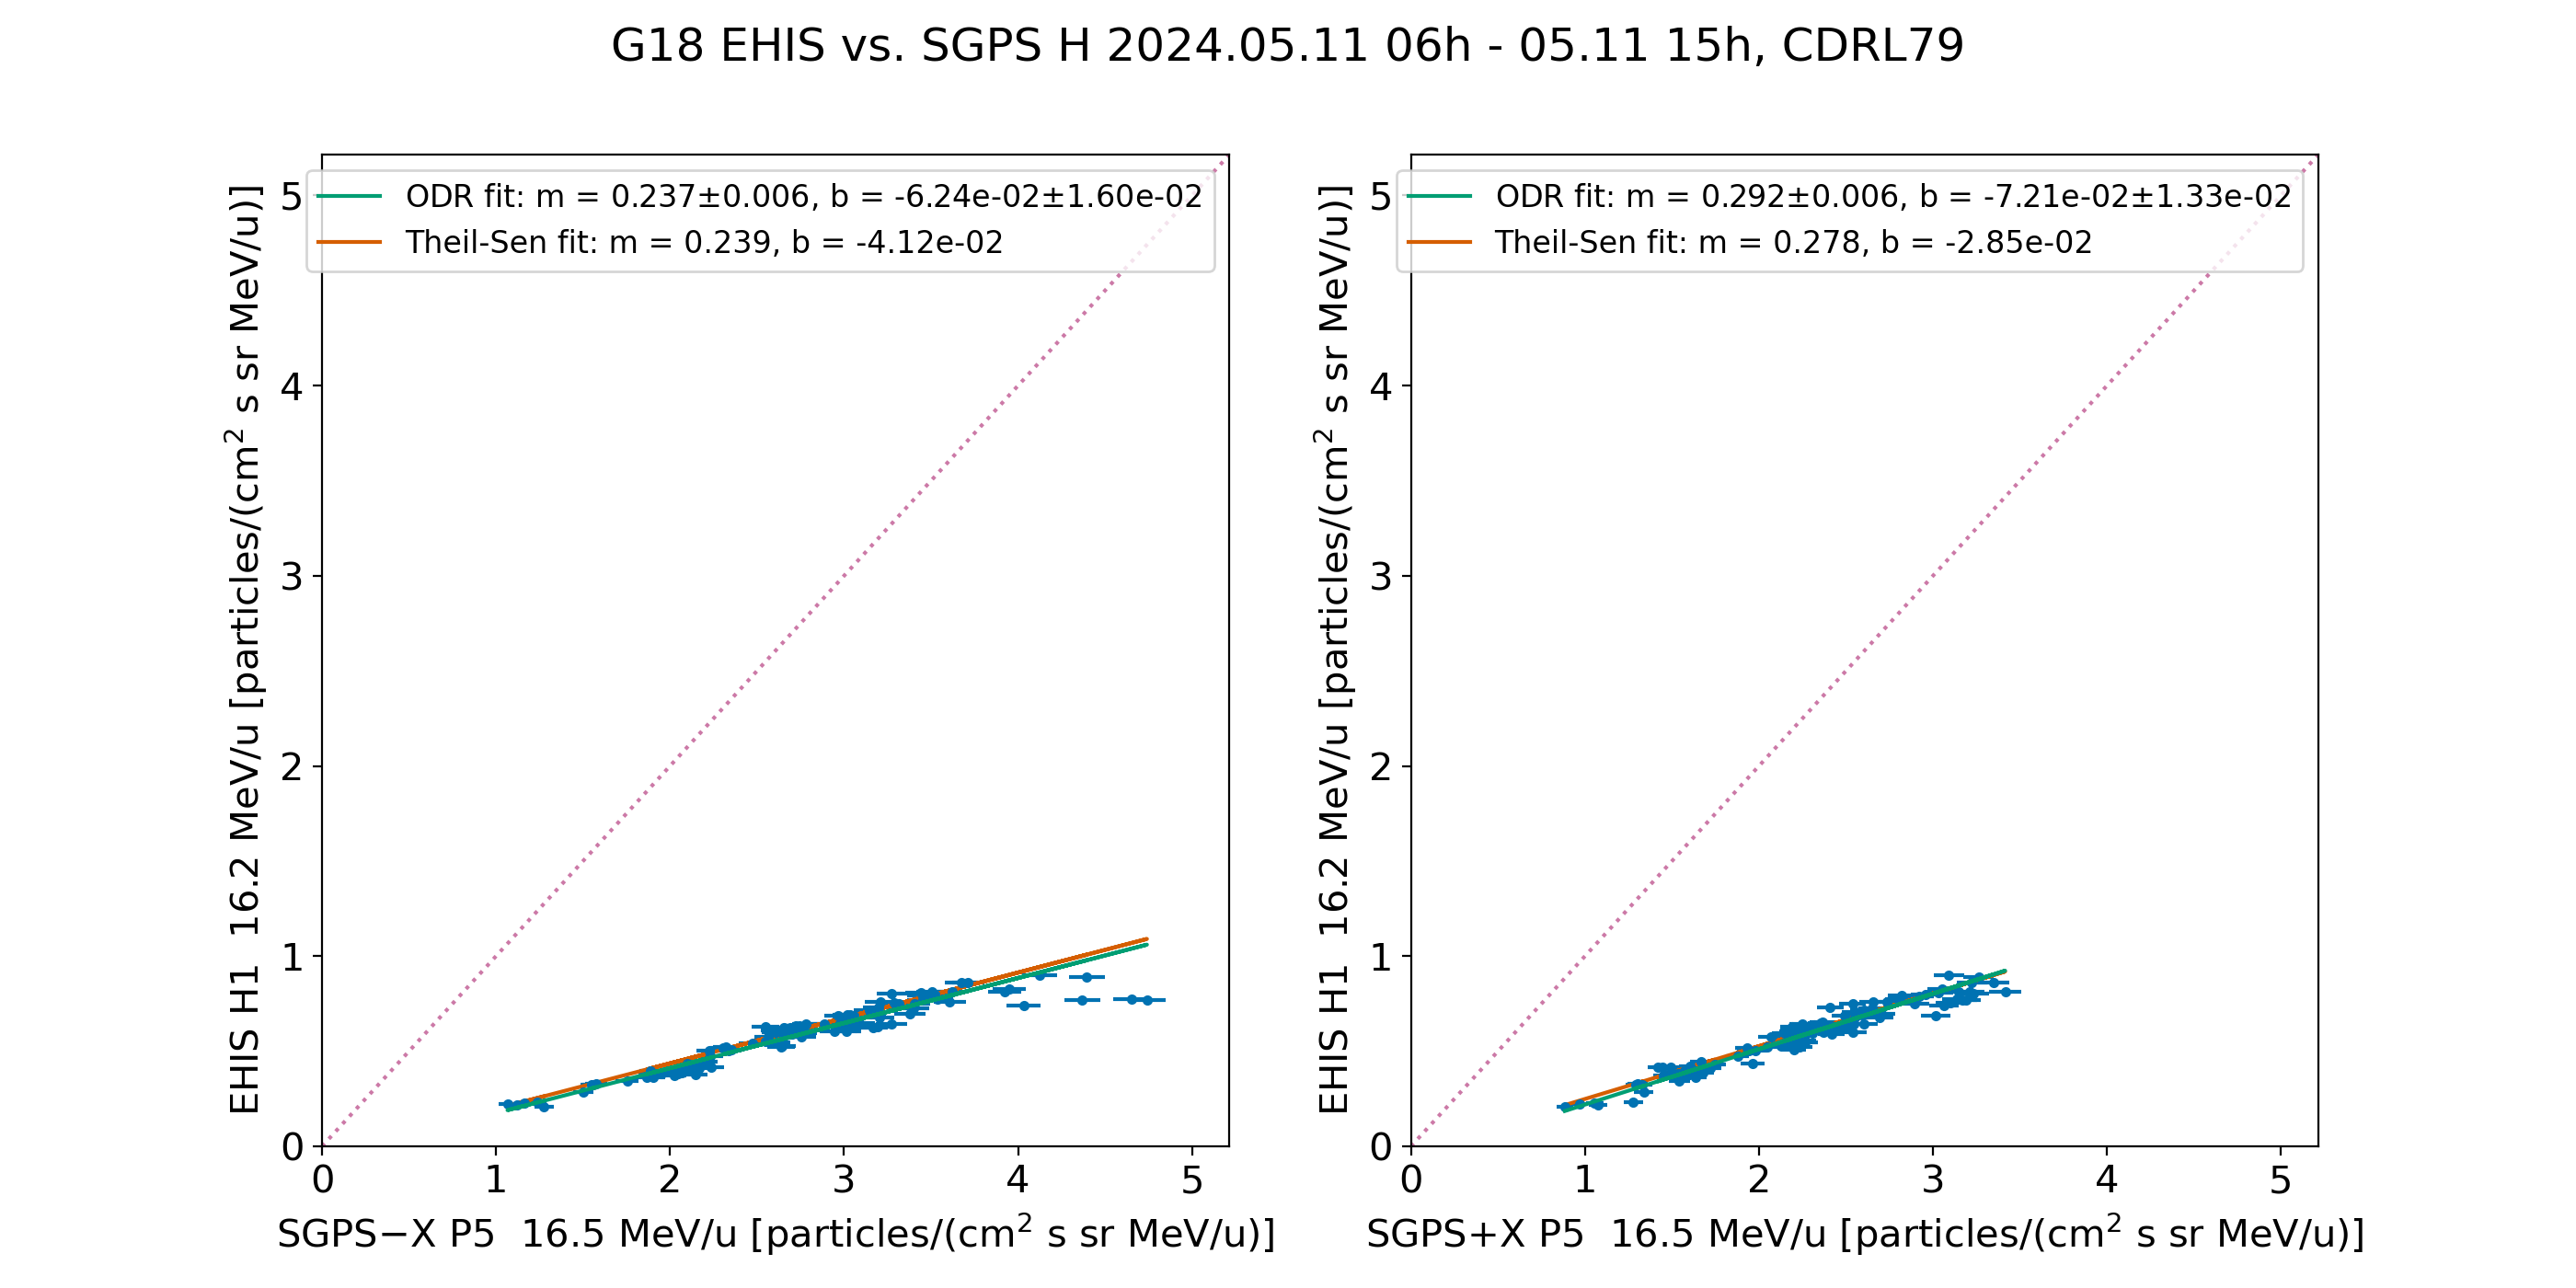 G18 EHIS vs. SGPS H 2024.05.11 06h - 05.11 15h, CDRL79
ODR fit: m = 0.237±0.006, b = -6.24e-02±1.60e-02
Theil-Sen fit: m = 0.239, b = -4.12e-02
EHIS H1 16.2 MeV/u [particles/(cm² s sr MeV/u)]
5
4
3
2
1
0
0 1 2 3 4 5
SGPS−X P5 16.5 MeV/u [particles/(cm² s sr MeV/u)]
ODR fit: m = 0.292±0.006, b = -7.21e-02±1.33e-02
Theil-Sen fit: m = 0.278, b = -2.85e-02
EHIS H1 16.2 MeV/u [particles/(cm² s sr MeV/u)]
5
4
3
2
1
0
0 1 2 3 4 5
SGPS+X P5 16.5 MeV/u [particles/(cm² s sr MeV/u)]